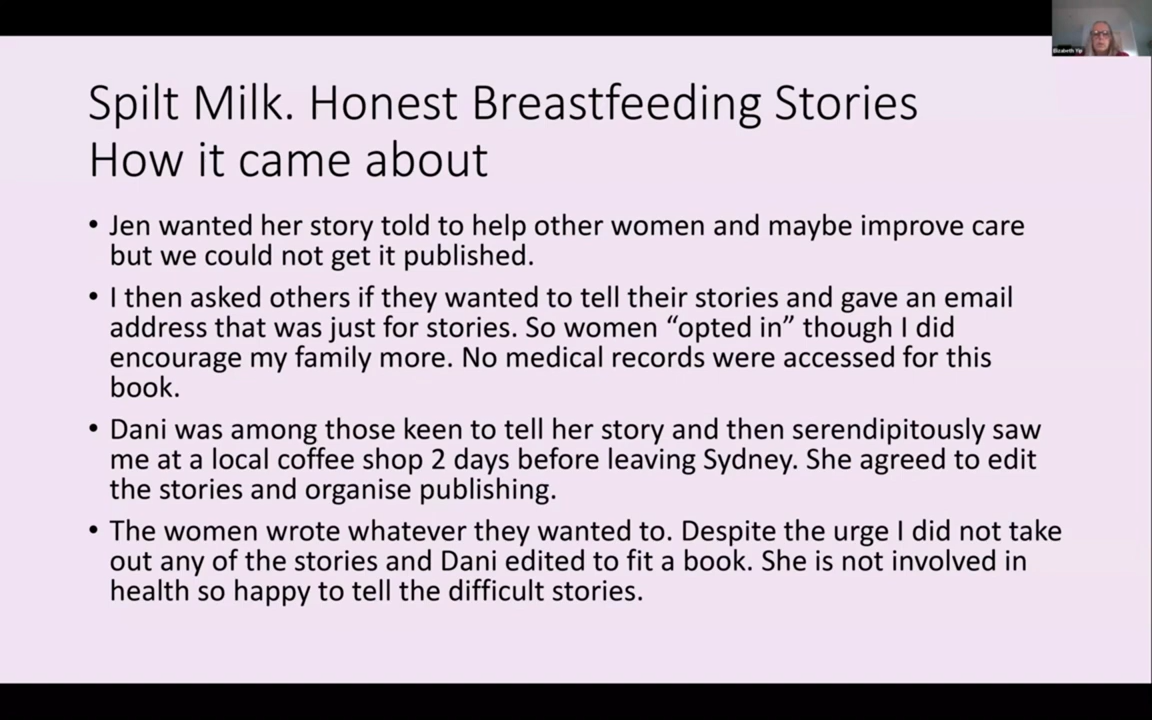 Elizabeth Yip
Spilt Milk. Honest Breastfeeding Stories
How it came about
• Jen wanted her story told to help other women and maybe improve care
but we could not get it published.
• I then asked others if they wanted to tell their stories and gave an email
address that was just for stories. So women “opted in” though I did
encourage my family more. No medical records were accessed for this
book.
• Dani was among those keen to tell her story and then serendipitously saw
me at a local coffee shop 2 days before leaving Sydney. She agreed to edit
the stories and organise publishing.
• The women wrote whatever they wanted to. Despite the urge I did not take
out any of the stories and Dani edited to fit a book. She is not involved in
health so happy to tell the difficult stories.